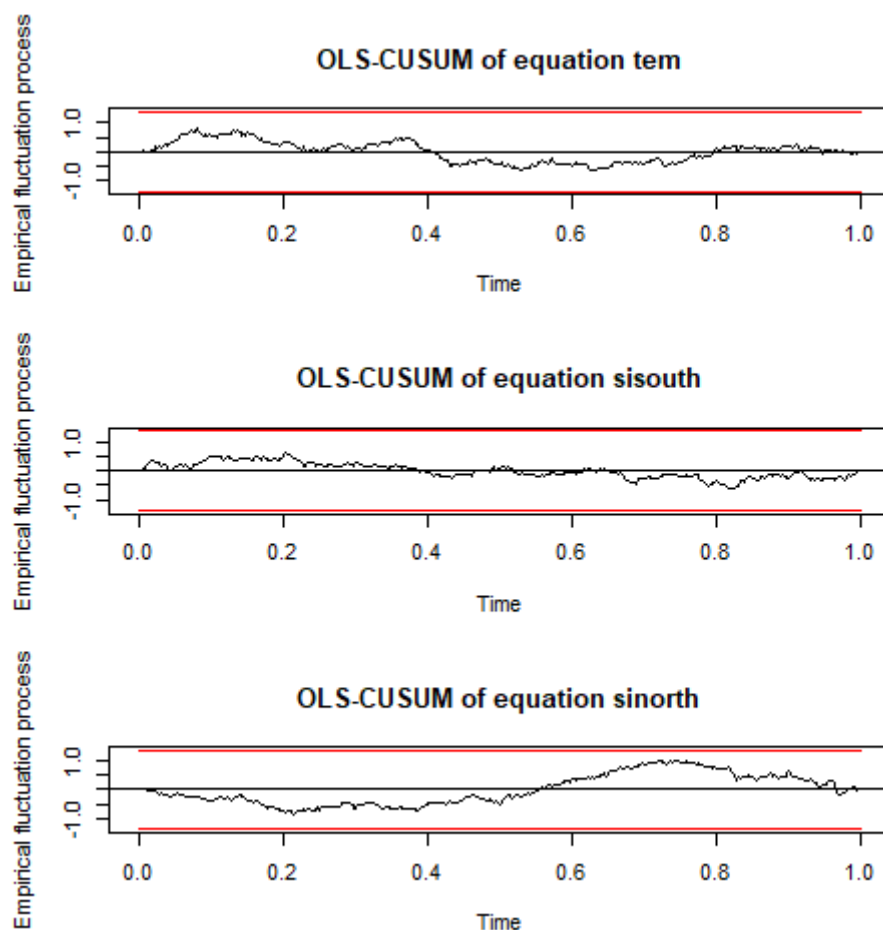 OLS-CUSUM of equation tem
Empirical fluctuation process
1.0
-1.0
0.0 0.2 0.4 0.6 0.8 1.0
Time
OLS-CUSUM of equation sisouth
Empirical fluctuation process
1.0
-1.0
0.0 0.2 0.4 0.6 0.8 1.0
Time
OLS-CUSUM of equation sinorth
Empirical fluctuation process
1.0
-1.0
0.0 0.2 0.4 0.6 0.8 1.0
Time